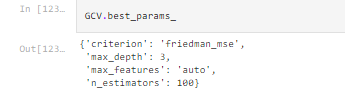 In [123...
GCV.best_params_
Out[123...
{'criterion': 'friedman_mse',
'max_depth': 3,
'max_features': 'auto',
'n_estimators': 100}